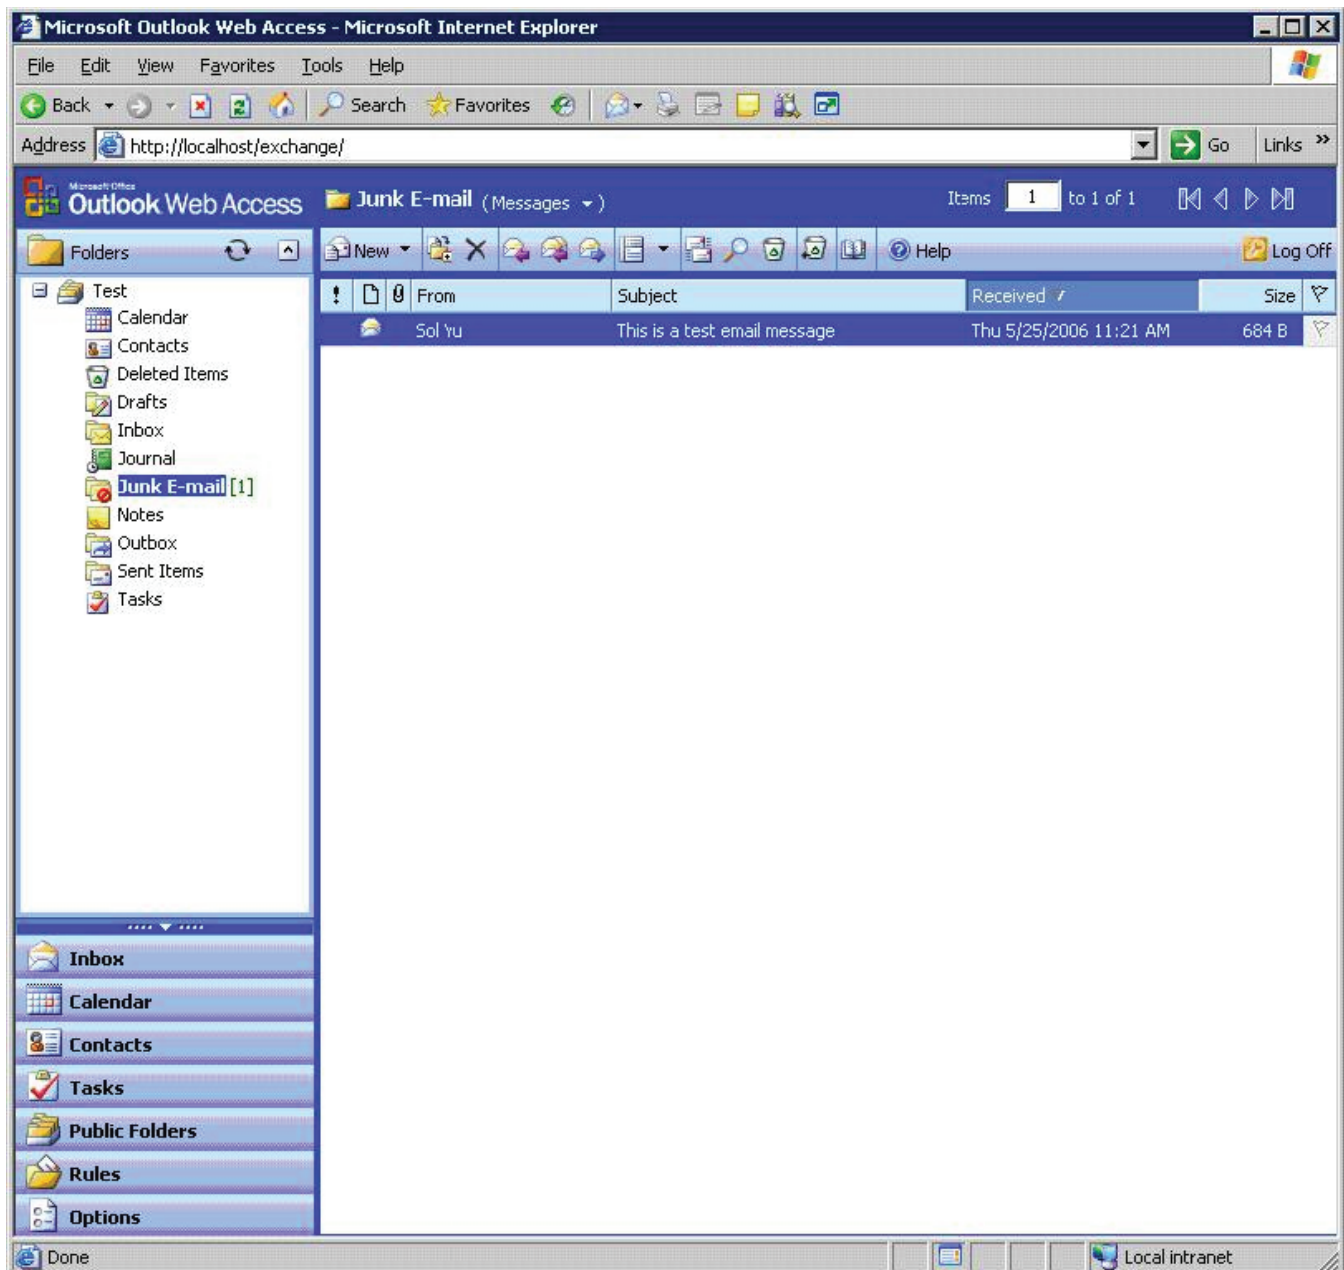 Microsoft Outlook Web Access - Microsoft Internet Explorer
File Edit View Favorites Tools Help
Back Search Favorites
Address http://localhost/exchange/ Go Links »
Microsoft Office
Outlook Web Access Junk E-mail (Messages ) Items 1 to 1 of 1
Folders New Help Log Off
Test ! From Subject Received Size
Calendar Sol Yu This is a test email message Thu 5/25/2006 11:21 AM 684 B
Contacts
Deleted Items
Drafts
Inbox
Journal
Junk E-mail [1]
Notes
Outbox
Sent Items
Tasks
Inbox
Calendar
Contacts
Tasks
Public Folders
Rules
Options
Done Local intranet